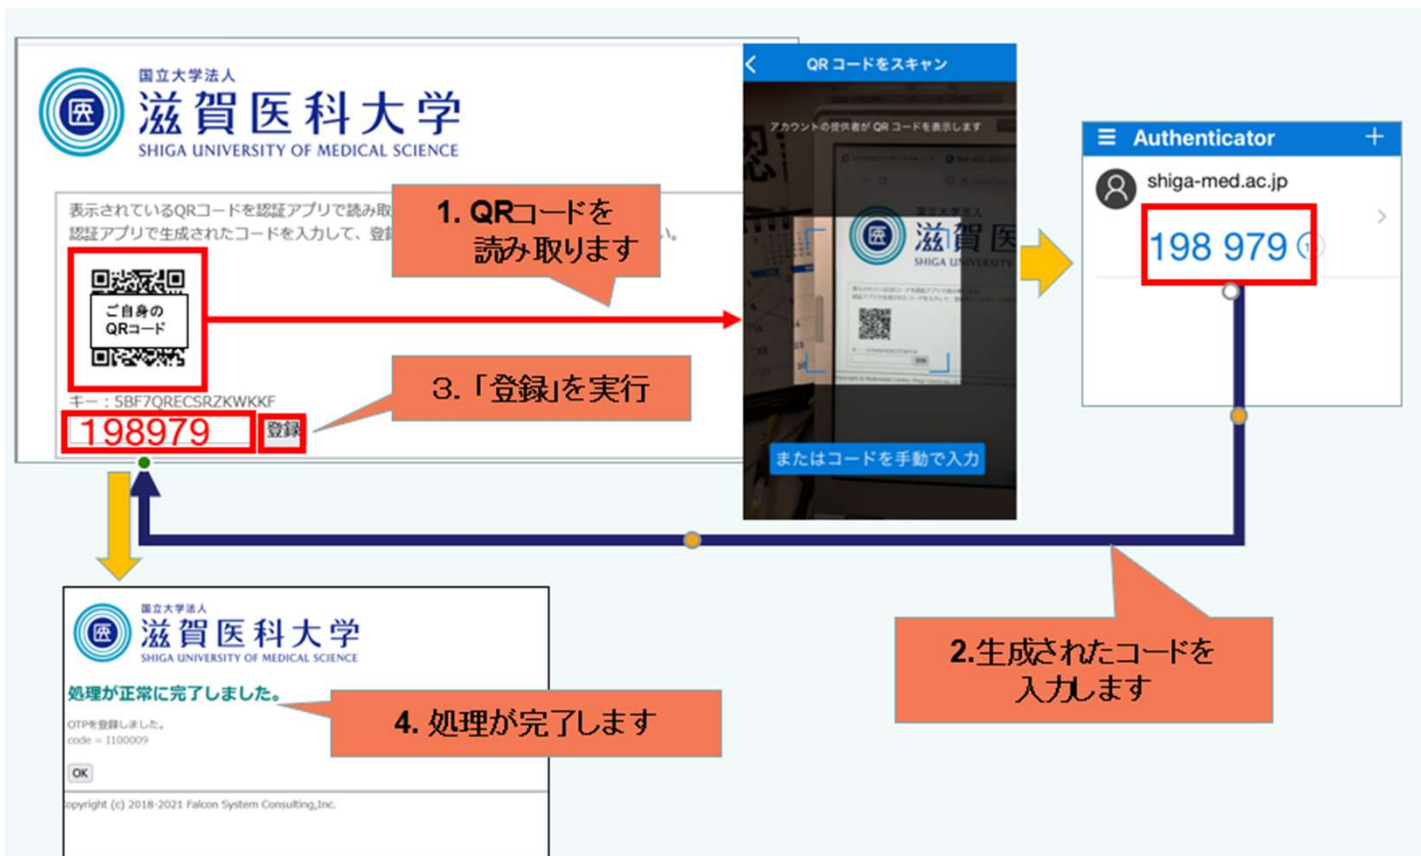 国立大学法人
滋賀医科大学
SHIGA UNIVERSITY OF MEDICAL SCIENCE
表示されているQRコードを認証アプリで読み取
認証アプリで生成されたコードを入力して、登録
い。
1. QRコードを
読み取ります
ご自身の
QRコード
3.「登録」を実行
キー：5BF7QRECSRZKWKKF
198979
登録
QR コードをスキャン
アカウントの提供者が QR コードを表示します
滋賀医
SHIGA UNIVERSITY
またはコードを手動で入力
Authenticator
shiga-med.ac.jp
198 979
2.生成されたコードを
入力します
国立大学法人
滋賀医科大学
SHIGA UNIVERSITY OF MEDICAL SCIENCE
処理が正常に完了しました。
OTPを登録しました。
code = 1100009
OK
opyright (c) 2018-2021 Falcon System Consulting,Inc.
4. 処理が完了します